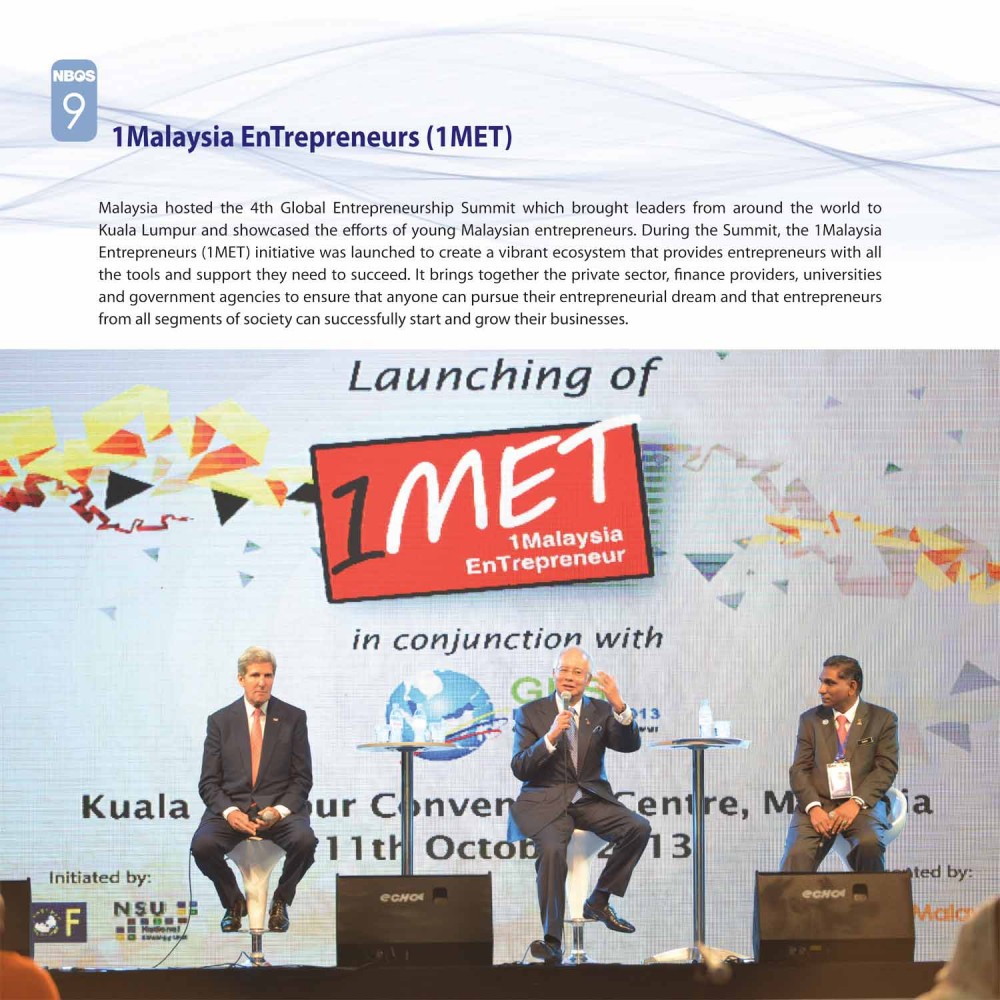 NBOS
9
1Malaysia EnTrepreneurs (1MET)
Malaysia hosted the 4th Global Entrepreneurship Summit which brought leaders from around the world to
Kuala Lumpur and showcased the efforts of young Malaysian entrepreneurs. During the Summit, the 1Malaysia
Entrepreneurs (1MET) initiative was launched to create a vibrant ecosystem that provides entrepreneurs with all
the tools and support they need to succeed. It brings together the private sector, finance providers, universities
and government agencies to ensure that anyone can pursue their entrepreneurial dream and that entrepreneurs
from all segments of society can successfully start and grow their businesses.
Launching of
1MET
1Malaysia
EnTrepreneur
in conjunction with
Kuala Centre,
11th
Initiated by:
NSU
National
by: